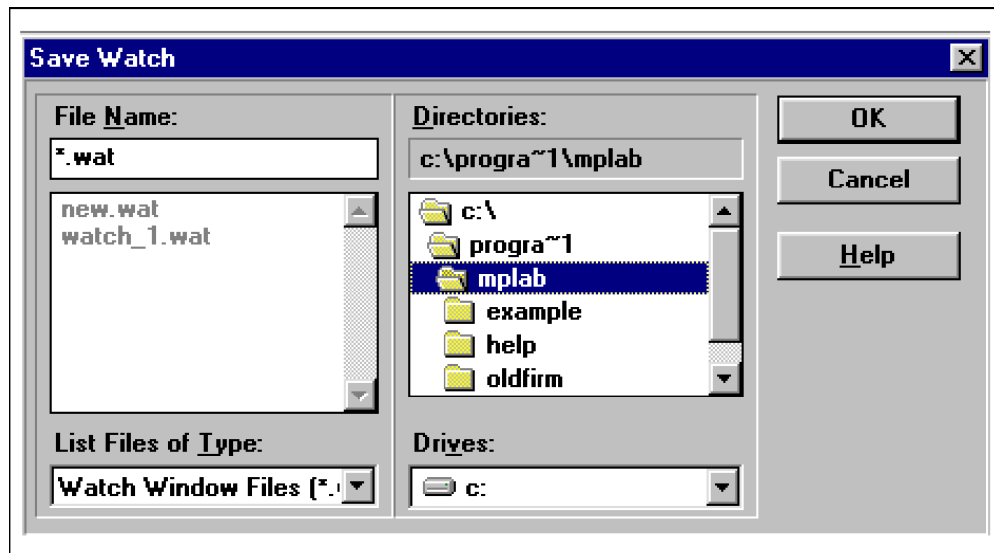 Save Watch
File Name:
*.wat
new.wat
watch_1.wat
List Files of Type:
Watch Window Files (*.
Directories:
c:\progra~1\mplab
c:\
progra~1
mplab
example
help
oldfirm
Drives:
c:
OK
Cancel
Help